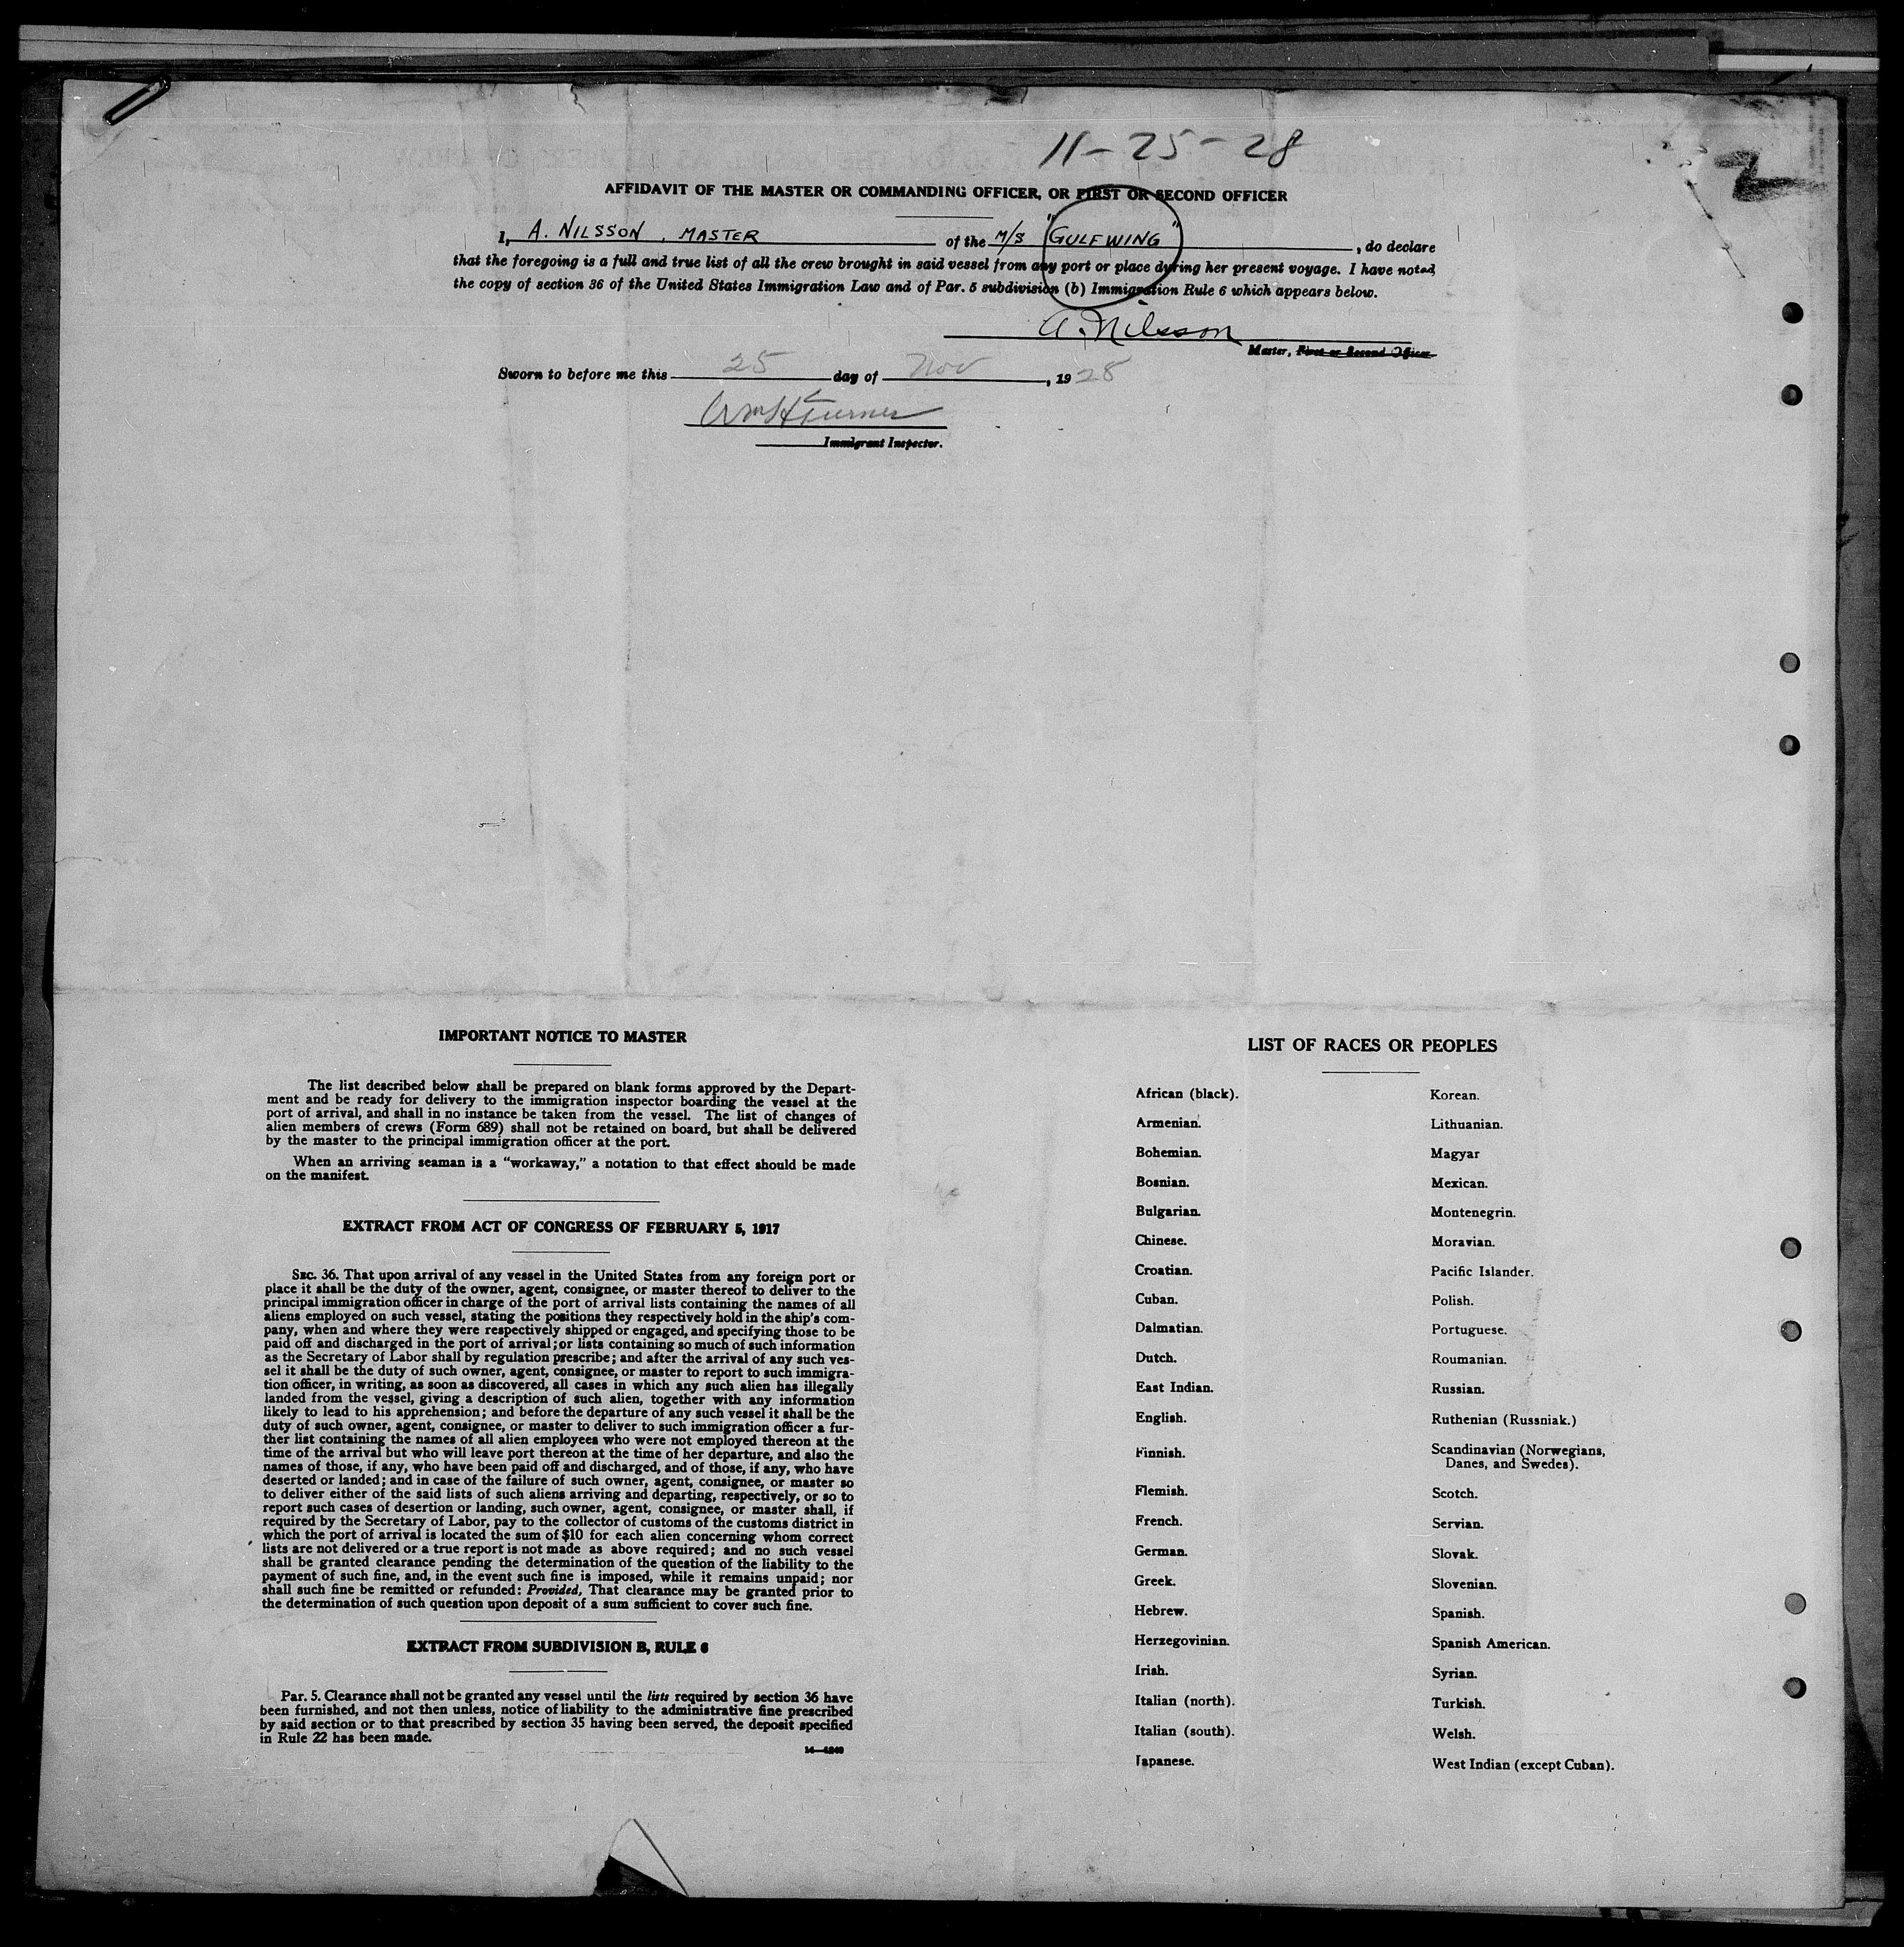 11-25-28
2
AFFIDAVIT OF THE MASTER OR COMMANDING OFFICER, OR FIRST OR SECOND OFFICER
I, A. NILSSON, MASTER of the M/S "GULFWING", do declare
that the foregoing is a full and true list of all the crew brought in said vessel from any port or place during her present voyage. I have noted
the copy of section 36 of the United States Immigration Law and of Par. 5 subdivision (b) Immigration Rule 6 which appears below.
A. Nilsson
Master, First or Second Officer
Sworn to before me this 25 day of Nov, 1928
Wm H Turner
Immigrant Inspector.
IMPORTANT NOTICE TO MASTER
The list described below shall be prepared on blank forms approved by the Depart-
ment and be ready for delivery to the immigration inspector boarding the vessel at the
port of arrival, and shall in no instance be taken from the vessel. The list of changes of
alien members of crews (Form 689) shall not be retained on board, but shall be delivered
by the master to the principal immigration officer at the port.
When an arriving seaman is a "workaway," a notation to that effect should be made
on the manifest.
EXTRACT FROM ACT OF CONGRESS OF FEBRUARY 5, 1917
SEC. 36. That upon arrival of any vessel in the United States from any foreign port or
place it shall be the duty of the owner, agent, consignee, or master thereof to deliver to the
principal immigration officer in charge of the port of arrival lists containing the names of all
aliens employed on such vessel, stating the positions they respectively hold in the ship's com-
pany, when and where they were respectively shipped or engaged, and specifying those to be
paid off and discharged in the port of arrival; or lists containing so much of such information
as the Secretary of Labor shall by regulation prescribe; and after the arrival of any such ves-
sel it shall be the duty of such owner, agent, consignee, or master to report to such immigra-
tion officer, in writing, as soon as discovered, all cases in which any such alien has illegally
landed from the vessel, giving a description of such alien, together with any information
likely to lead to his apprehension; and before the departure of any such vessel it shall be the
duty of such owner, agent, consignee, or master to deliver to such immigration officer a fur-
ther list containing the names of all alien employees who were not employed thereon at the
time of the arrival but who will leave port thereon at the time of her departure, and also the
names of those, if any, who have been paid off and discharged, and of those, if any, who have
deserted or landed; and in case of the failure of such owner, agent, consignee, or master so
to deliver either of the said lists of such aliens arriving and departing, respectively, or so to
report such cases of desertion or landing, such owner, agent, consignee, or master shall, if
required by the Secretary of Labor, pay to the collector of customs of the customs district in
which the port of arrival is located the sum of $10 for each alien concerning whom correct
lists are not delivered or a true report is not made as above required; and no such vessel
shall be granted clearance pending the determination of the question of the liability to the
payment of such fine, and, in the event such fine is imposed, while it remains unpaid; nor
shall such fine be remitted or refunded: Provided, That clearance may be granted prior to
the determination of such question upon deposit of a sum sufficient to cover such fine.
EXTRACT FROM SUBDIVISION B, RULE 6
Par. 5. Clearance shall not be granted any vessel until the lists required by section 36 have
been furnished, and not then unless, notice of liability to the administrative fine prescribed
by said section or to that prescribed by section 35 having been served, the deposit specified
in Rule 22 has been made.
LIST OF RACES OR PEOPLES
African (black).
Armenian.
Bohemian.
Bosnian.
Bulgarian.
Chinese.
Croatian.
Cuban.
Dalmatian.
Dutch.
East Indian.
English.
Finnish.
Flemish.
French.
German.
Greek.
Hebrew.
Herzegovinian.
Irish.
Italian (north).
Italian (south).
Japanese.
Korean.
Lithuanian.
Magyar
Mexican.
Montenegrin.
Moravian.
Pacific Islander.
Polish.
Portuguese.
Roumanian.
Russian.
Ruthenian (Russniak.)
Scandinavian (Norwegians,
Danes, and Swedes).
Scotch.
Servian.
Slovak.
Slovenian.
Spanish.
Spanish American.
Syrian.
Turkish.
Welsh.
West Indian (except Cuban).